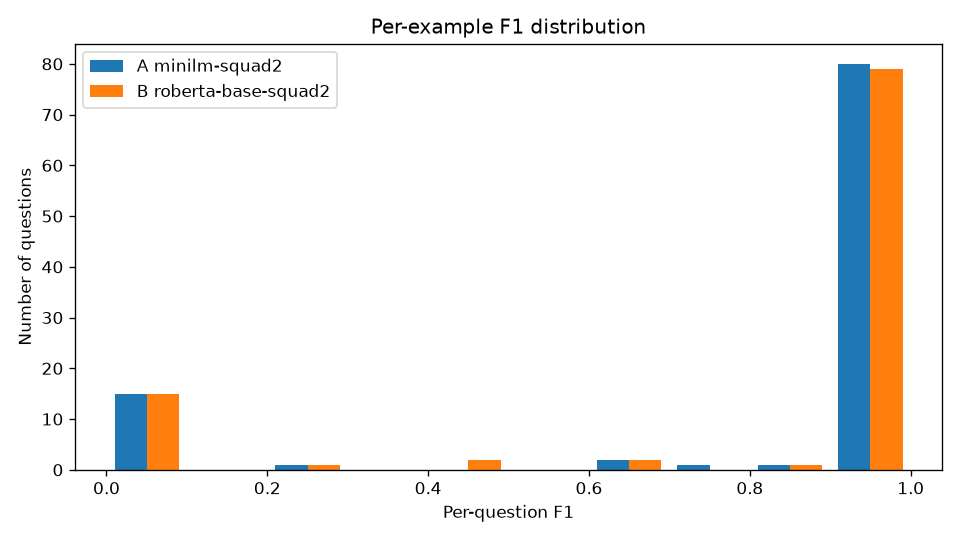 Per-example F1 distribution
A minilm-squad2
B roberta-base-squad2
Number of questions
80
70
60
50
40
30
20
10
0
0.0 0.2 0.4 0.6 0.8 1.0
Per-question F1